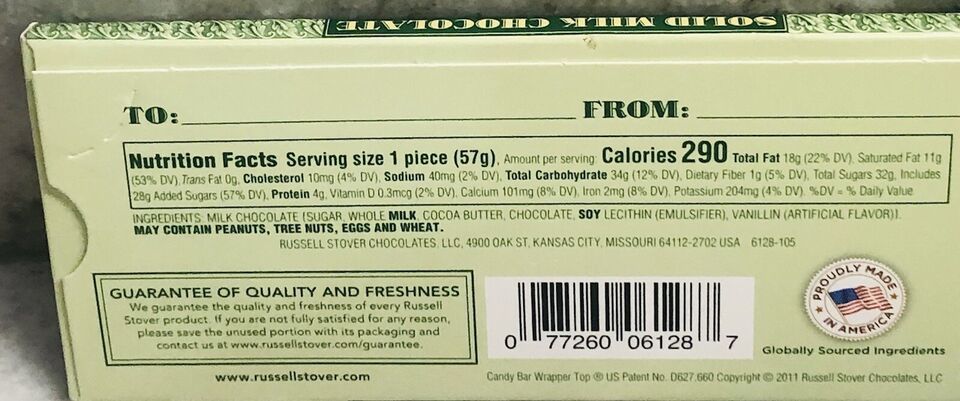 SOLID MILK CHOCOLATE
TO: FROM:
Nutrition Facts Serving size 1 piece (57g), Amount per serving: Calories 290 Total Fat 18g (22% DV), Saturated Fat 11g
(53% DV), Trans Fat 0g, Cholesterol 10mg (4% DV), Sodium 40mg (2% DV), Total Carbohydrate 34g (12% DV), Dietary Fiber 1g (5% DV), Total Sugars 32g, Includes
28g Added Sugars (57% DV), Protein 4g, Vitamin D 0.3mcg (2% DV), Calcium 101mg (8% DV), Iron 2mg (8% DV), Potassium 204mg (4% DV). %DV = % Daily Value
INGREDIENTS: MILK CHOCOLATE (SUGAR, WHOLE MILK, COCOA BUTTER, CHOCOLATE, SOY LECITHIN (EMULSIFIER), VANILLIN (ARTIFICIAL FLAVOR)).
MAY CONTAIN PEANUTS, TREE NUTS, EGGS AND WHEAT.
RUSSELL STOVER CHOCOLATES, LLC, 4900 OAK ST, KANSAS CITY, MISSOURI 64112-2702 USA 6128-105
GUARANTEE OF QUALITY AND FRESHNESS
We guarantee the quality and freshness of every Russell
Stover product. If you are not fully satisfied for any reason,
please save the unused portion with its packaging and
contact us at www.russellstover.com/guarantee.
www.russellstover.com
0 77260 06128 7
PROUDLY MADE
IN AMERICA
Globally Sourced Ingredients
Candy Bar Wrapper Top ® US Patent No. D627,660 Copyright © 2011 Russell Stover Chocolates, LLC